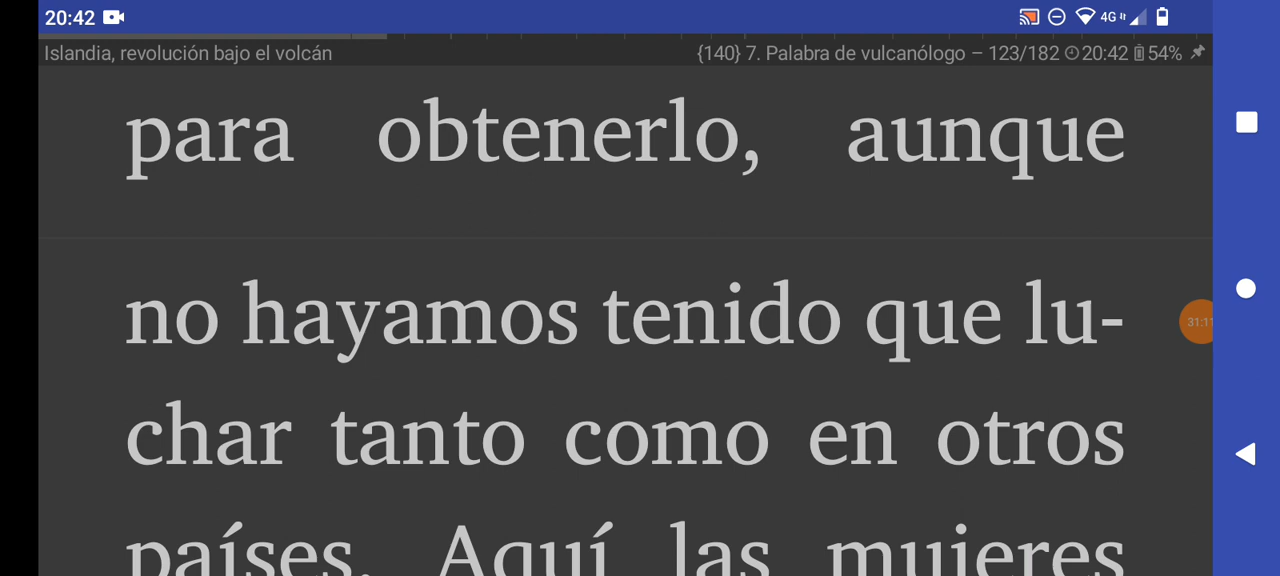 20:42
4G
Islandia, revolución bajo el volcán
{140} 7. Palabra de vulcanólogo – 123/182 20:42 54%
para obtenerlo, aunque
no hayamos tenido que lu-
31:11
char tanto como en otros
países. Aquí las mujeres